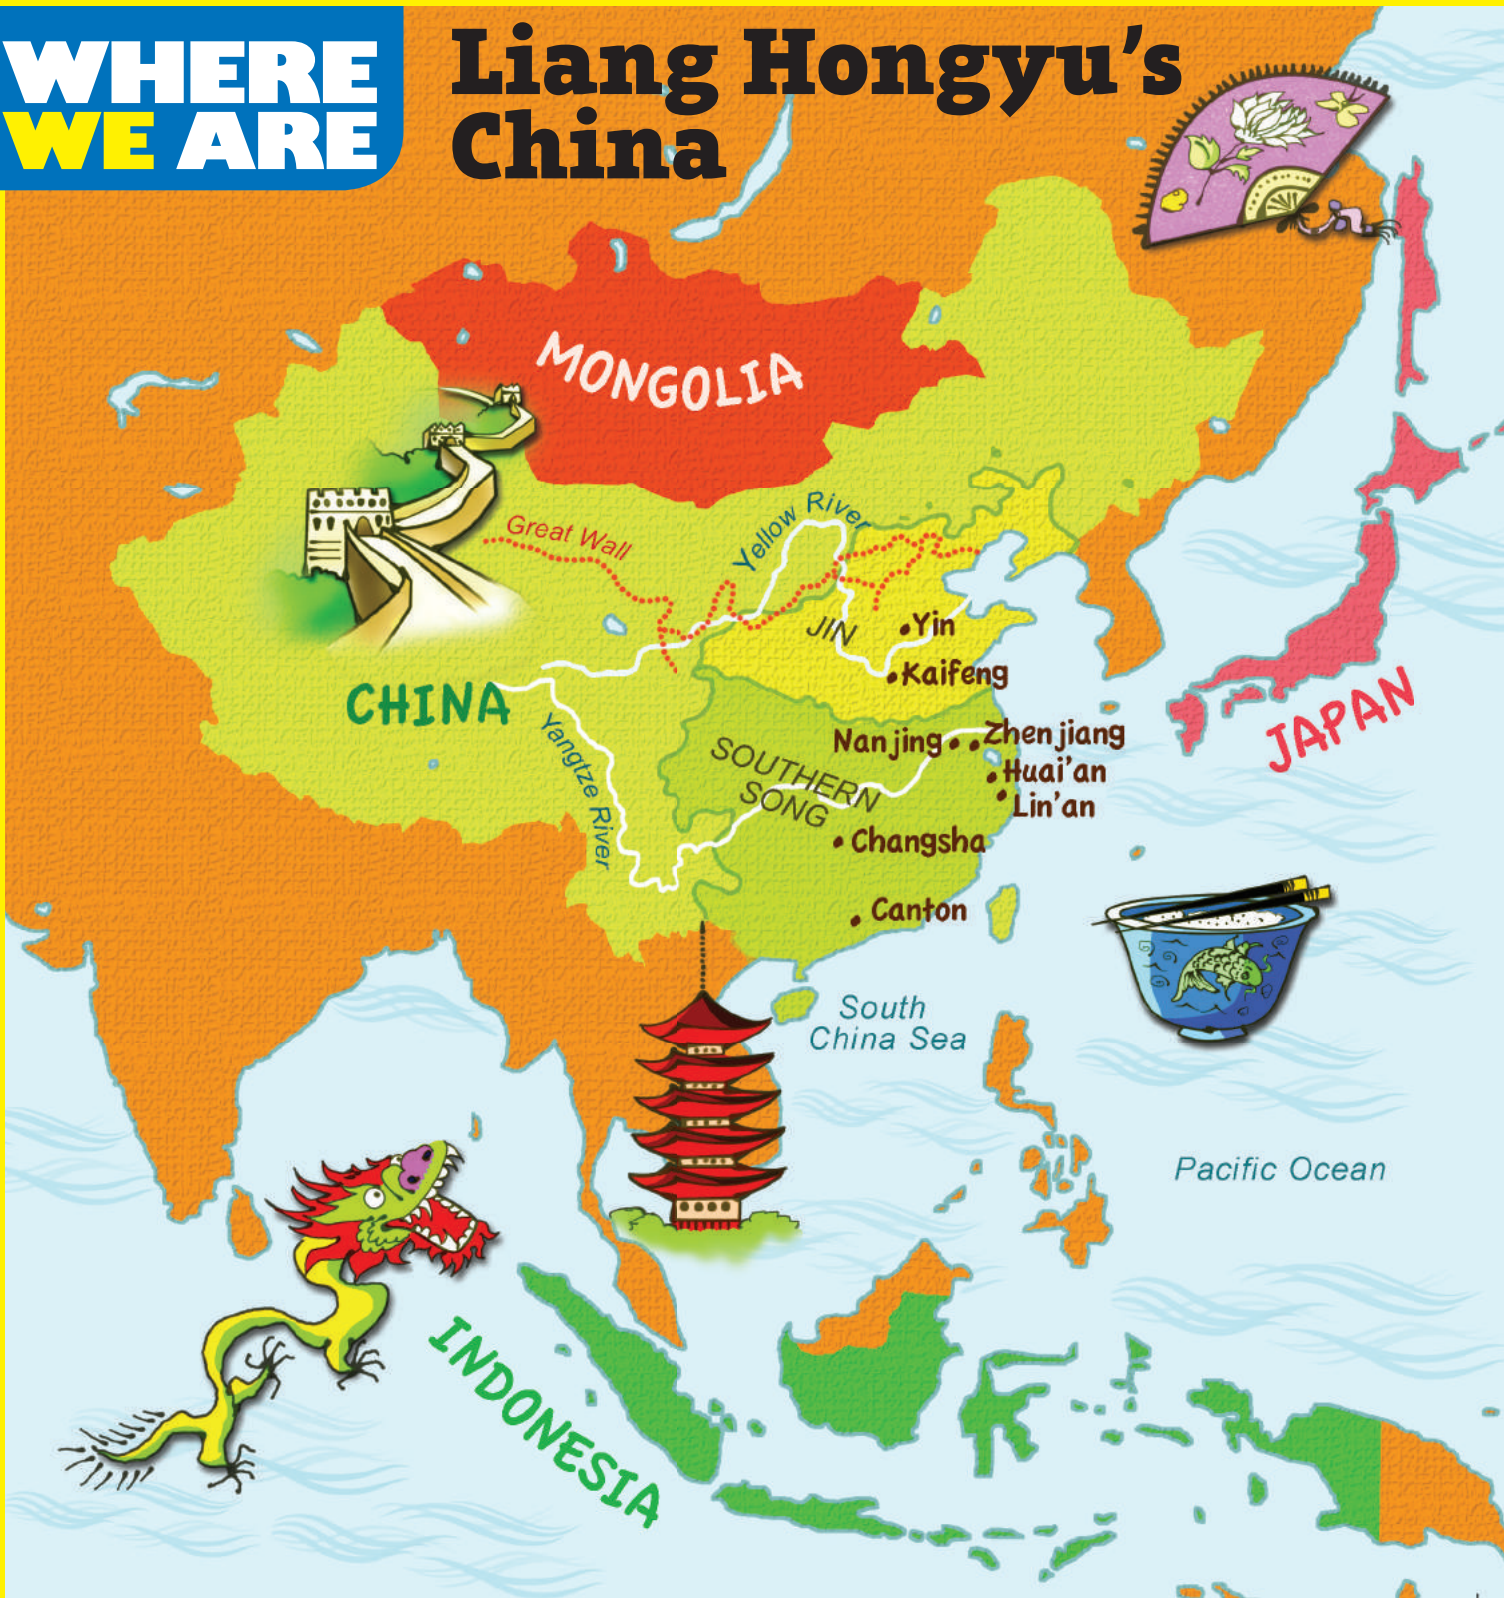 WHERE
WE ARE
Liang Hongyu's
China
MONGOLIA
Great Wall
Yellow River
JIN
Yin
Kaifeng
CHINA
Yangtze River
SOUTHERN
SONG
Nanjing
Zhenjiang
Huai'an
Lin'an
Changsha
Canton
JAPAN
South
China Sea
Pacific Ocean
INDONESIA